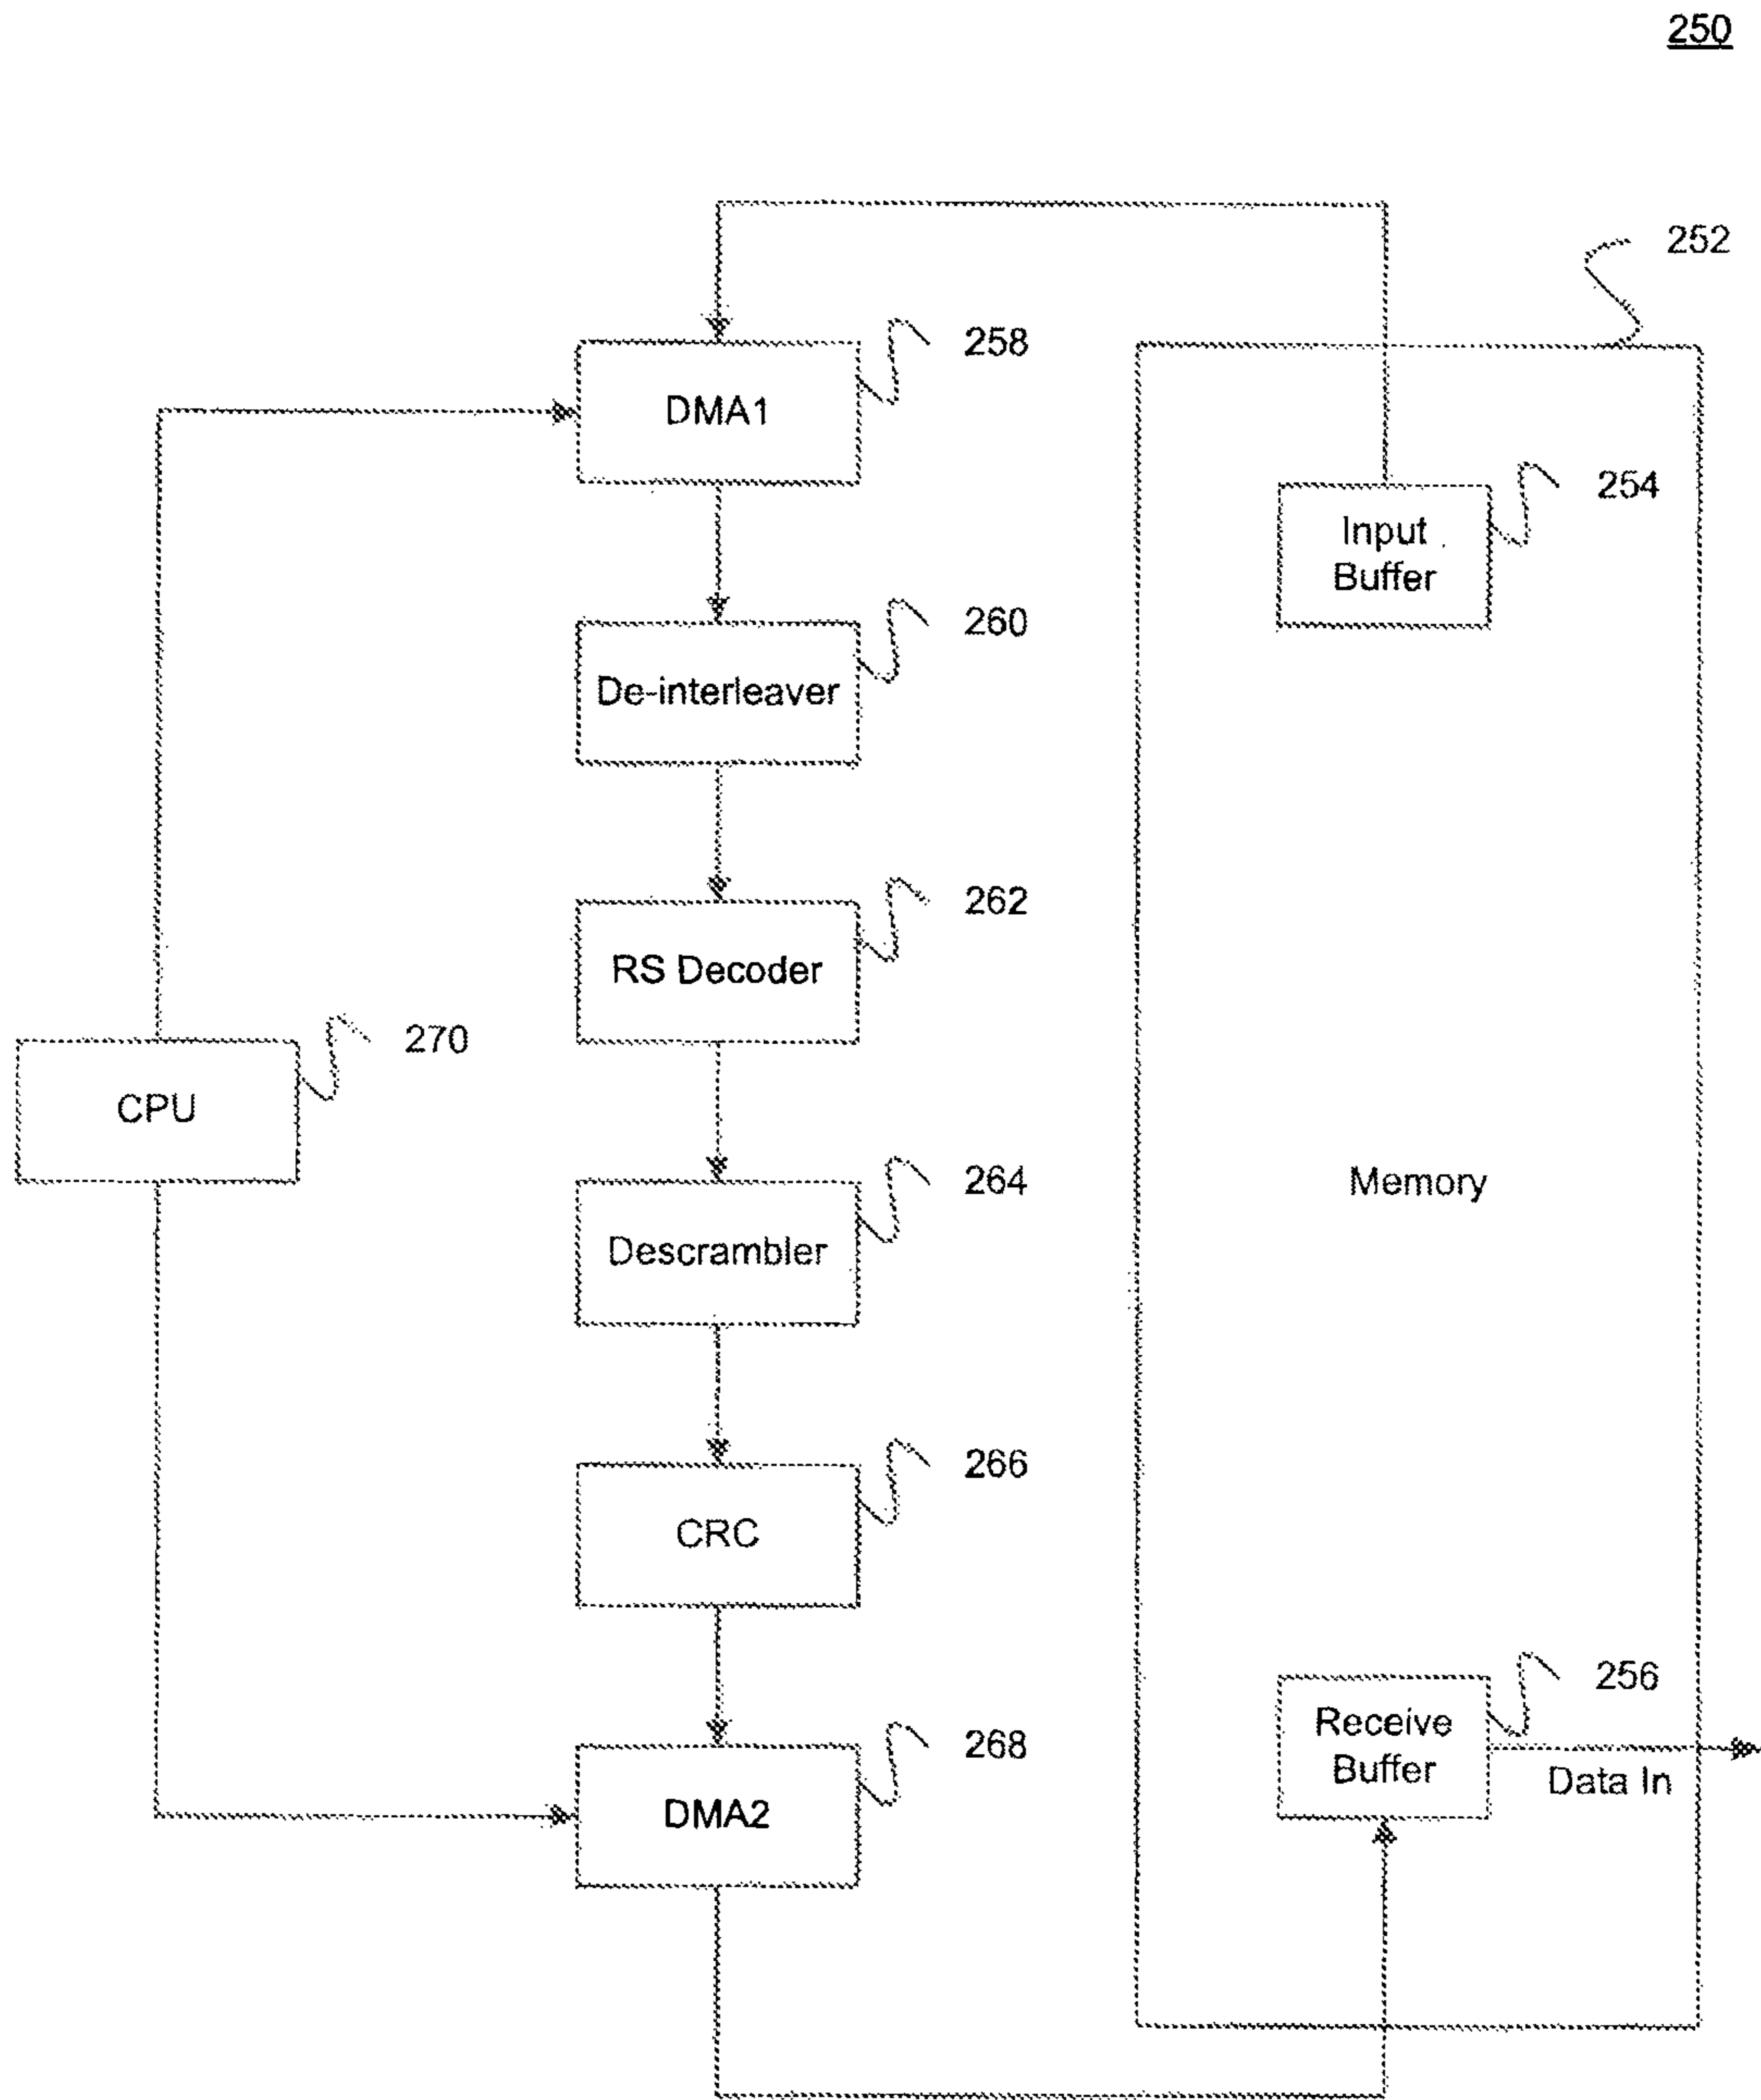 250
252
258
DMA1
254
Input
Buffer
260
De-interleaver
262
RS Decoder
270
CPU
264
Descrambler
Memory
266
CRC
256
Receive
Buffer
Data In
268
DMA2